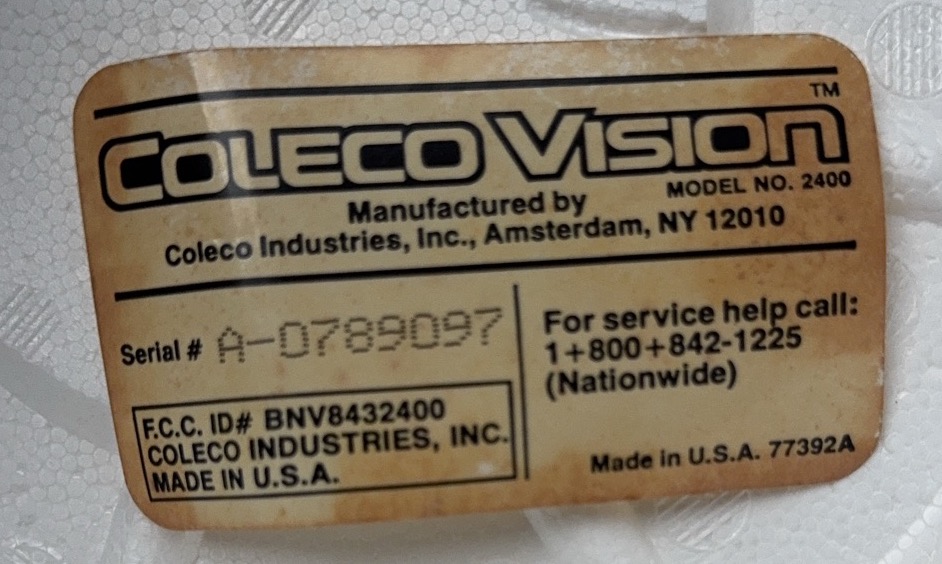 TM
COLECO VISION
MODEL NO. 2400
Manufactured by
Coleco Industries, Inc., Amsterdam, NY 12010
Serial # A-0789097
F.C.C. ID# BNV8432400
COLECO INDUSTRIES, INC.
MADE IN U.S.A.
For service help call:
1+800+842-1225
(Nationwide)
Made in U.S.A. 77392A